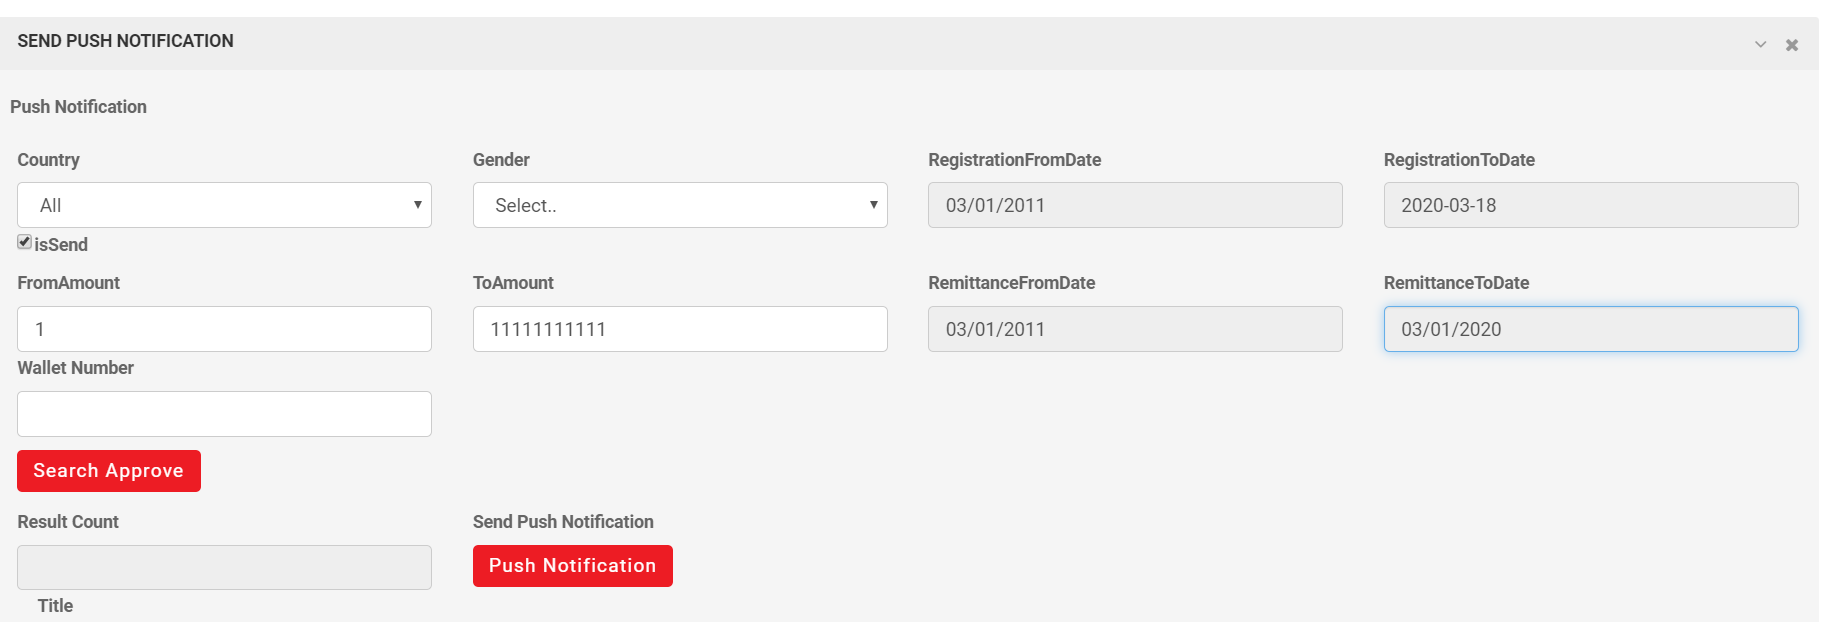 SEND PUSH NOTIFICATION
Push Notification
Country Gender RegistrationFromDate RegistrationToDate
All Select.. 03/01/2011 2020-03-18
isSend
FromAmount ToAmount RemittanceFromDate RemittanceToDate
1 11111111111 03/01/2011 03/01/2020
Wallet Number
Search Approve
Result Count Send Push Notification
Push Notification
Title